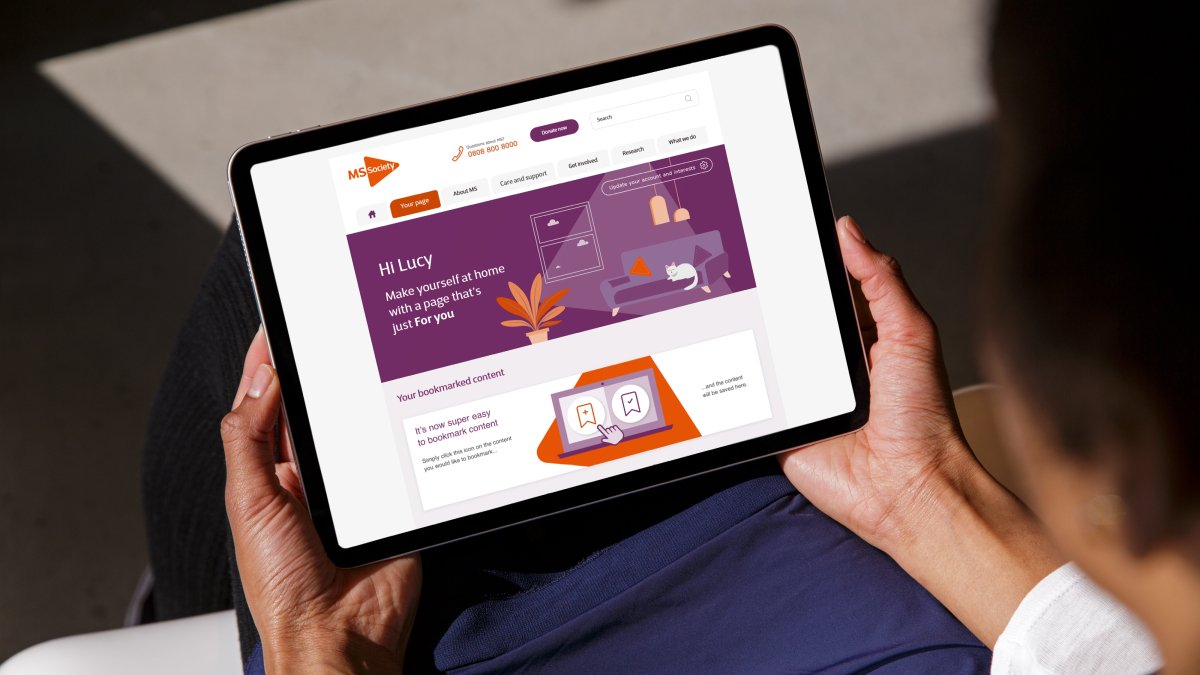 MS Society
Questions about MS?
0808 800 8000
Donate now
Search
Your page
About MS
Care and support
Get involved
Research
What we do
Update your account and interests
Hi Lucy
Make yourself at home
with a page that's
just For you
Your bookmarked content
It's now super easy
to bookmark content
Simply click this icon on the content
you would like to bookmark...
...and the content
will be saved here.